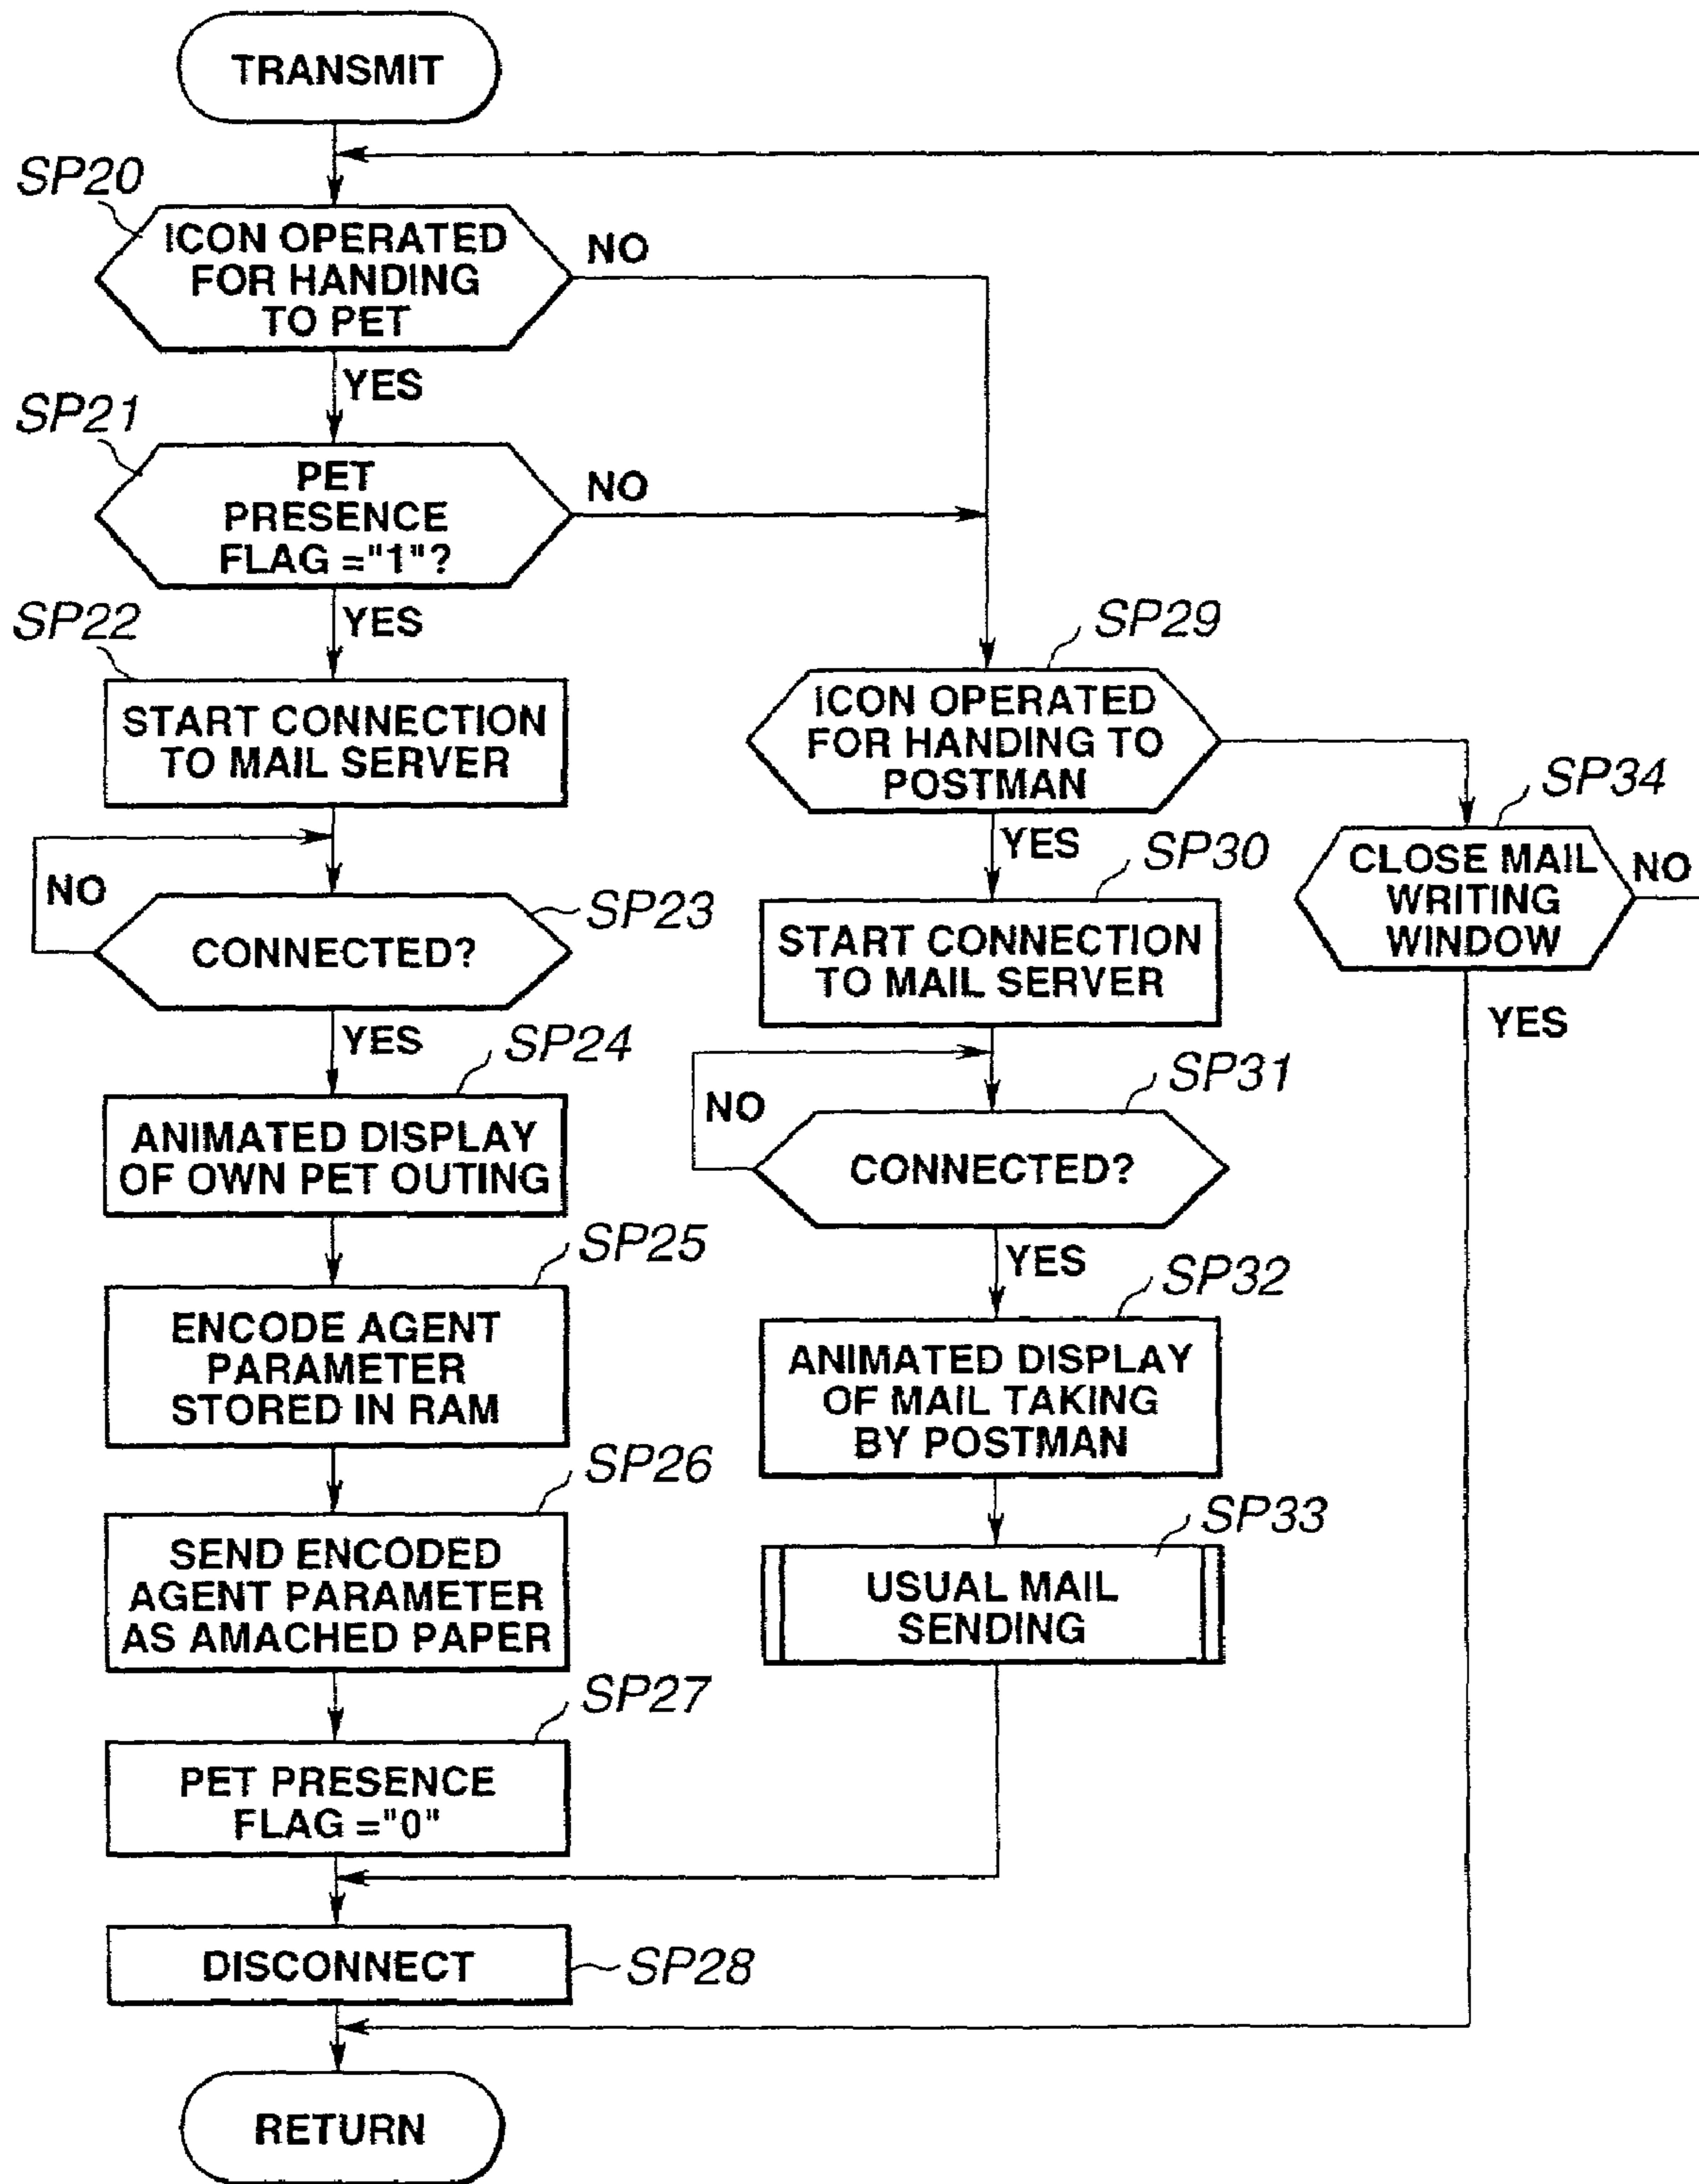 TRANSMIT
SP20
ICON OPERATED
FOR HANDING
TO PET
NO
YES
SP21
PET
PRESENCE
FLAG ="1"?
NO
YES
SP22
START CONNECTION
TO MAIL SERVER
NO
SP23
CONNECTED?
YES
SP24
ANIMATED DISPLAY
OF OWN PET OUTING
SP25
ENCODE AGENT
PARAMETER
STORED IN RAM
SP26
SEND ENCODED
AGENT PARAMETER
AS AMACHED PAPER
SP27
PET PRESENCE
FLAG ="0"
DISCONNECT
SP28
RETURN
SP29
ICON OPERATED
FOR HANDING TO
POSTMAN
YES
SP30
START CONNECTION
TO MAIL SERVER
NO
SP31
CONNECTED?
YES
SP32
ANIMATED DISPLAY
OF MAIL TAKING
BY POSTMAN
SP33
USUAL MAIL
SENDING
SP34
CLOSE MAIL
WRITING
WINDOW
NO
YES